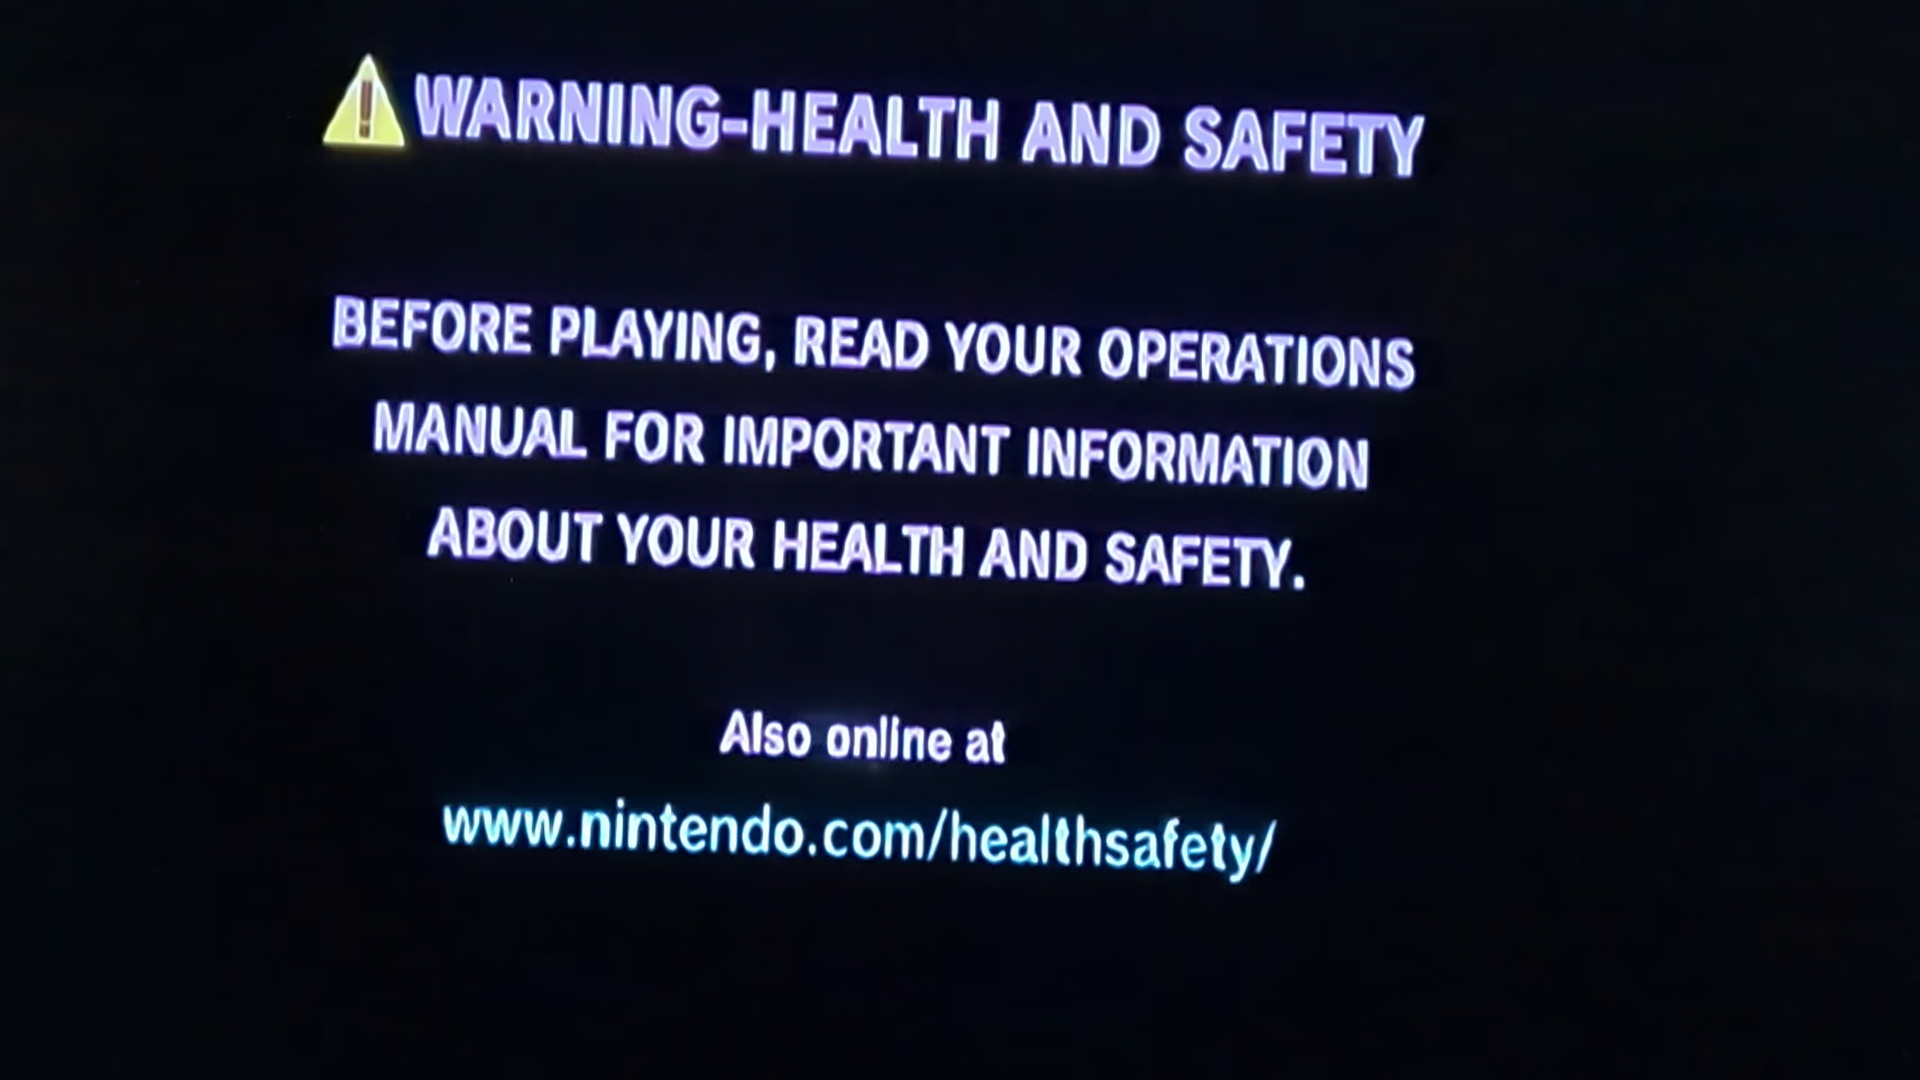 WARNING-HEALTH AND SAFETY
BEFORE PLAYING, READ YOUR OPERATIONS
MANUAL FOR IMPORTANT INFORMATION
ABOUT YOUR HEALTH AND SAFETY.
Also online at
www.nintendo.com/healthsafety/